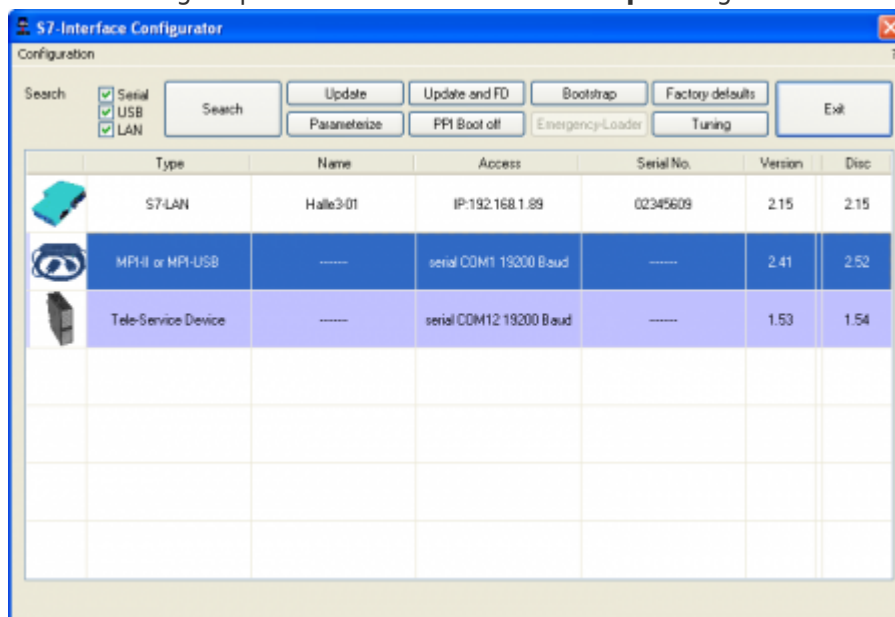 S7-Interface Configurator
Configuration
Search
Serial
USB
LAN
Search
Update
Update and FD
Bootstrap
Factory defaults
Exit
Parameterize
PPI Boot off
Emergency-Loader
Tuning
Type Name Access Serial No. Version Disc
S7-LAN Halle3-01 IP:192.168.1.89 02345609 2.15 2.15
MPI-II or MPI-USB ------- serial COM1 19200 Baud ------- 2.41 2.52
Tele-Service Device ------- serial COM12 19200 Baud ------- 1.53 1.54